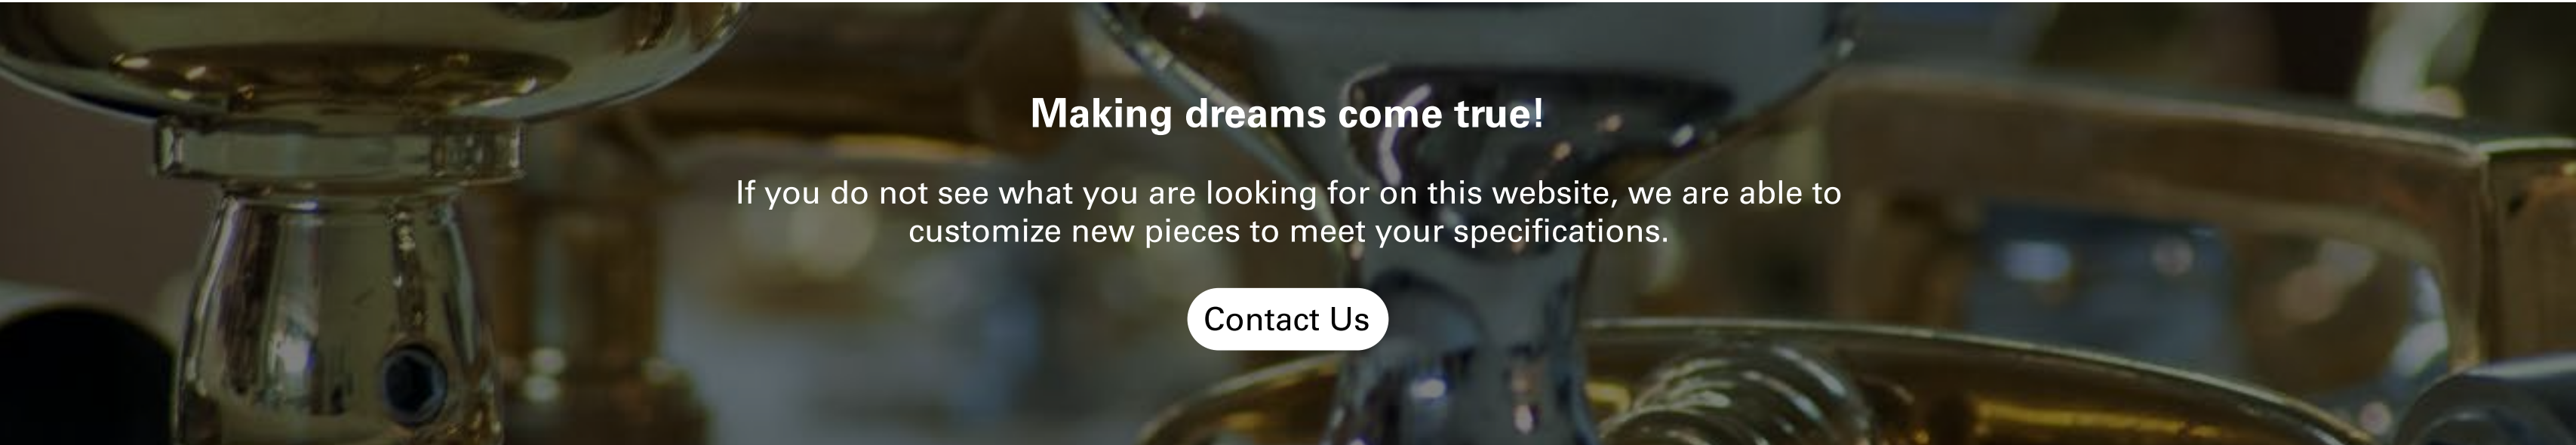 Making dreams come true!
If you do not see what you are looking for on this website, we are able to
customize new pieces to meet your specifications.
Contact Us